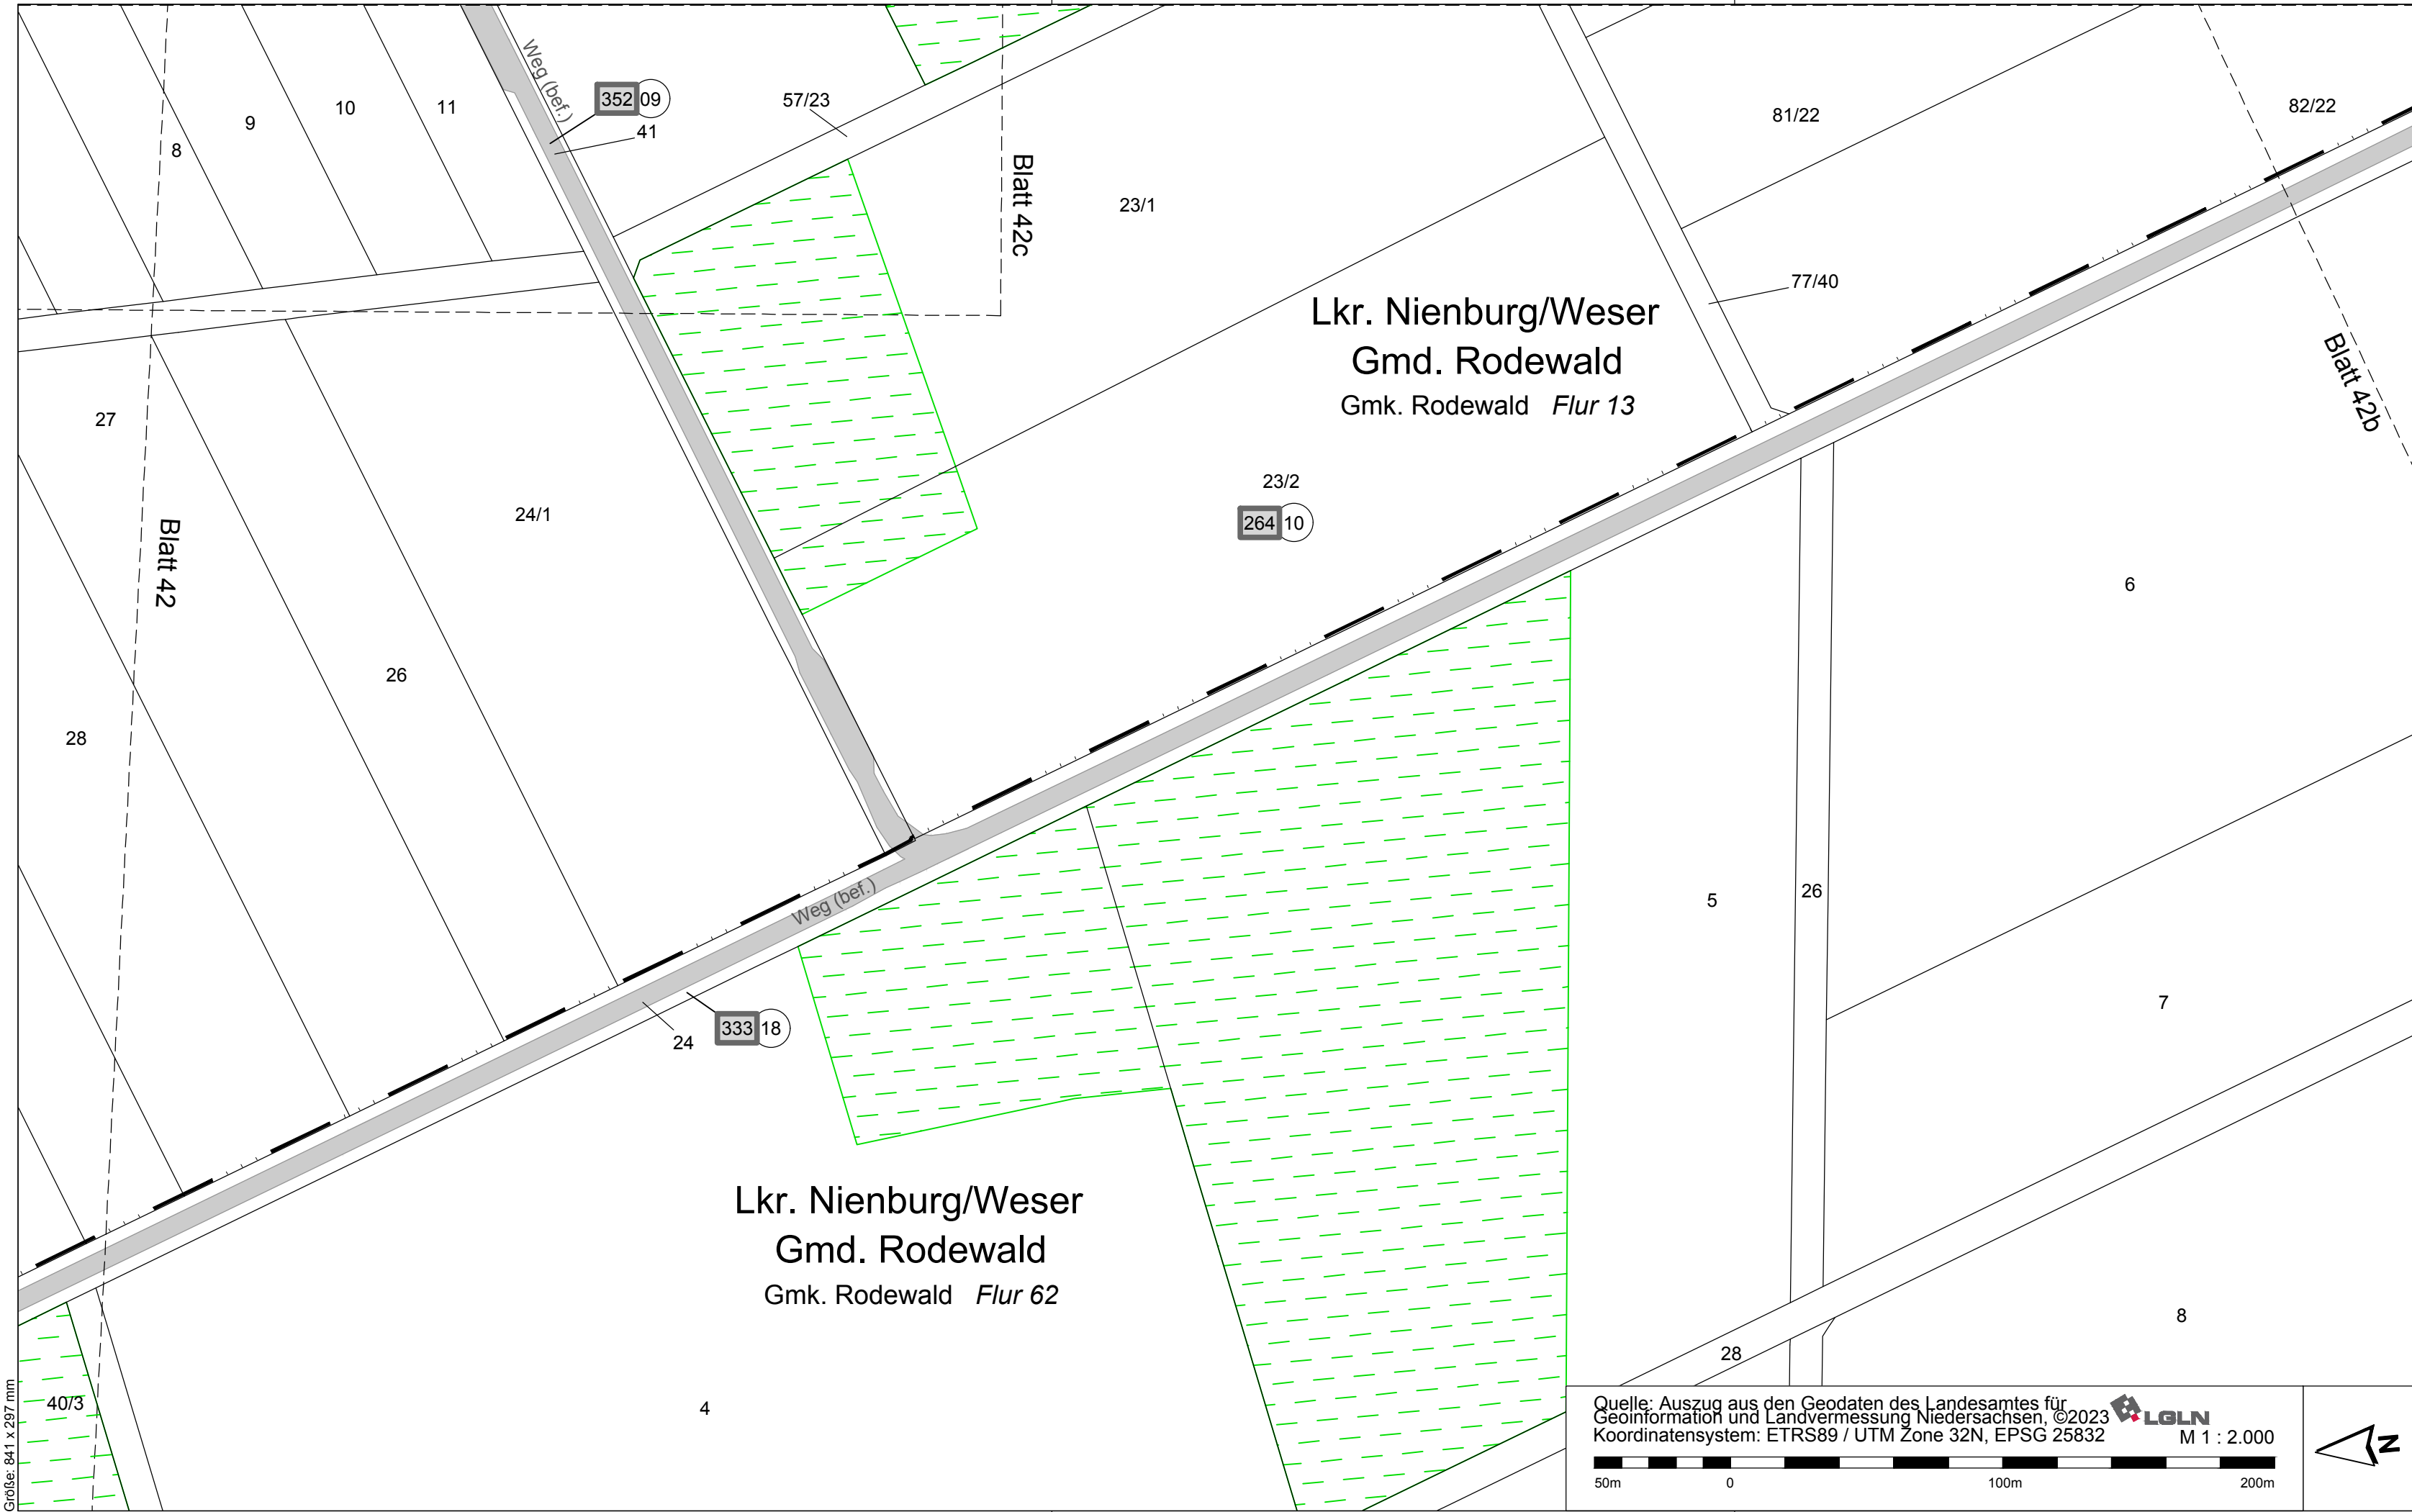 Weg (bef.)
352 09
41
57/23
8
9
10
11
Blatt 42c
23/1
81/22
82/22
77/40
Lkr. Nienburg/Weser
Gmd. Rodewald
Gmk. Rodewald Flur 13
Blatt 42b
27
24/1
23/2
264 10
Blatt 42
6
26
28
5
26
Weg (bef.)
7
24
333 18
Lkr. Nienburg/Weser
Gmd. Rodewald
Gmk. Rodewald Flur 62
8
28
40/3
4
Größe: 841 x 297 mm
Quelle: Auszug aus den Geodaten des Landesamtes für
Geoinformation und Landvermessung Niedersachsen, ©2023
LGLN
Koordinatensystem: ETRS89 / UTM Zone 32N, EPSG 25832
M 1 : 2.000
50m 0 100m 200m
N